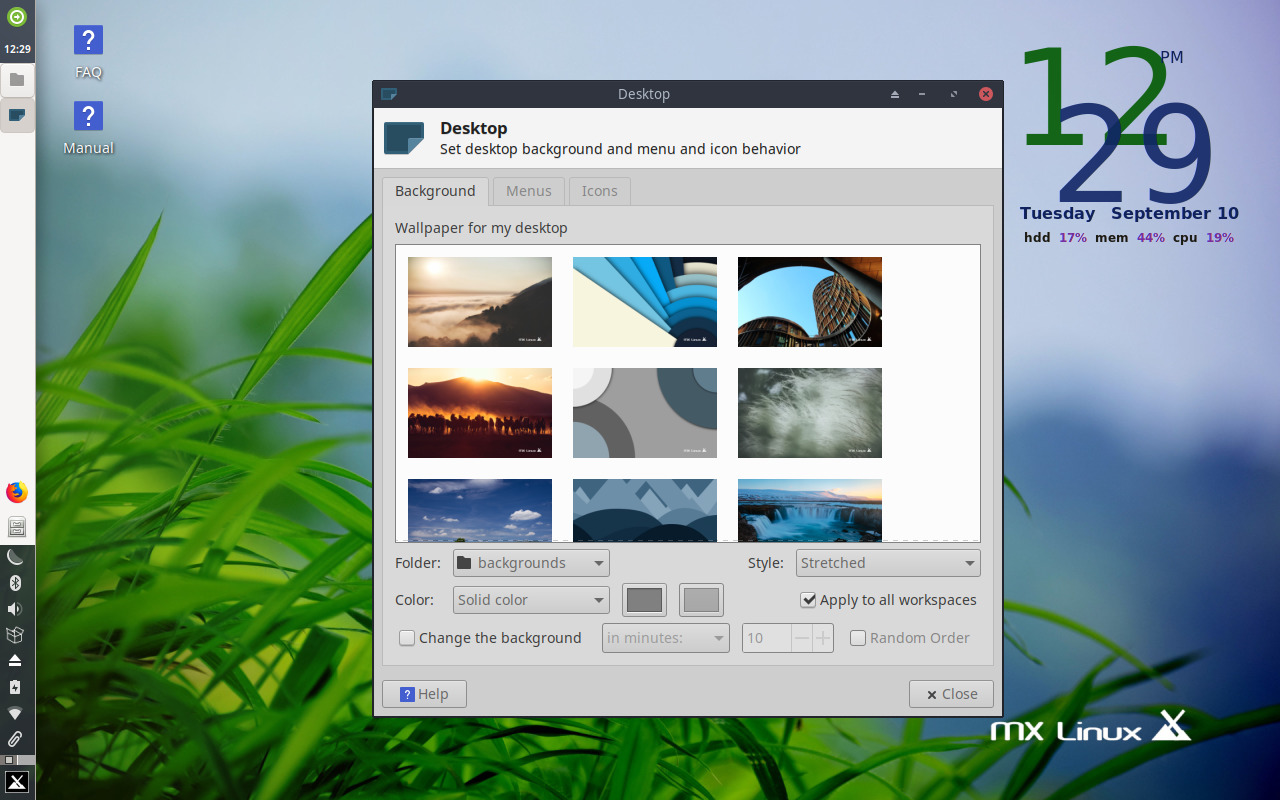 12:29
FAQ
Manual
Desktop
Desktop
Set desktop background and menu and icon behavior
Background Menus Icons
Wallpaper for my desktop
Folder: backgrounds Style: Stretched
Color: Solid color Apply to all workspaces
Change the background in minutes: 10 Random Order
Help Close
12 PM
29
Tuesday September 10
hdd 17% mem 44% cpu 19%
MX Linux